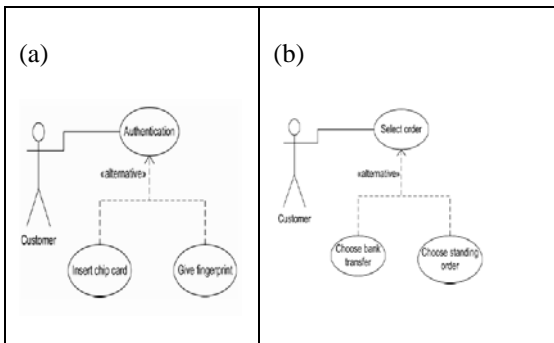 (a)
Authentication
«alternative»
Customer
Insert chip card
Give fingerprint
(b)
Select order
«alternative»
Customer
Choose bank
transfer
Choose standing
order